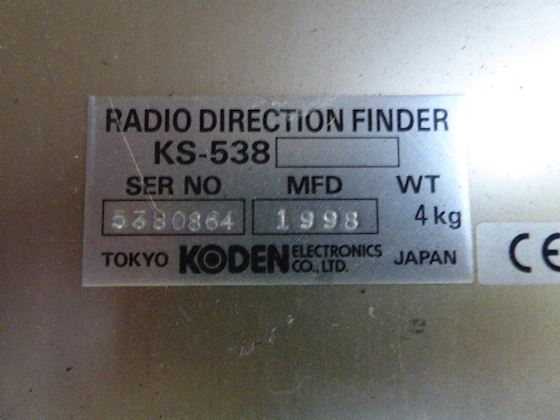 RADIO DIRECTION FINDER
KS-538
SER NO MFD WT
5380864 1998 4kg
TOKYO KODEN ELECTRONICS CO.,LTD. JAPAN
CE